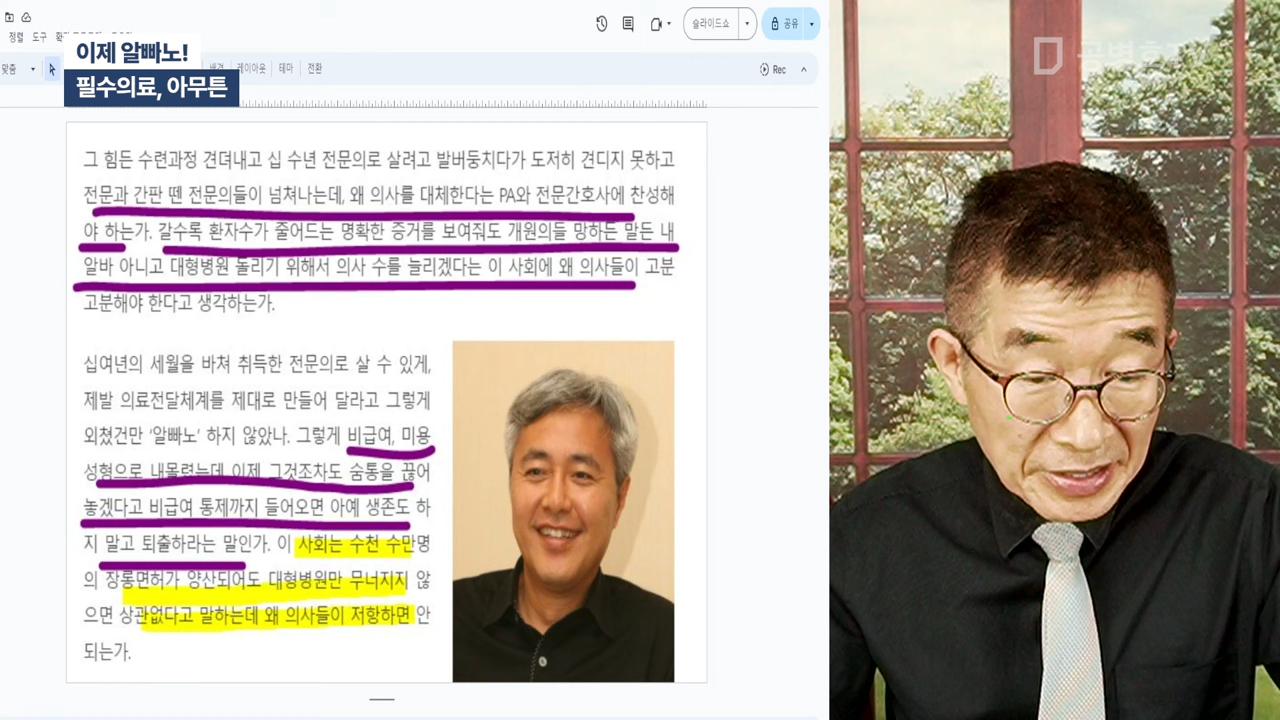 정렬 도구
이제 알빠노!
필수의료, 아무튼
맞춤
레이아웃
테마
전환
Rec
슬라이드쇼
공유
그 힘든 수련과정 견뎌내고 십 수년 전문의로 살려고 발버둥치다가 도저히 견디지 못하고
전문과 간판 뗀 전문의들이 넘쳐나는데, 왜 의사를 대체한다는 PA와 전문간호사에 찬성해
야 하는가. 갈수록 환자수가 줄어드는 명확한 증거를 보여줘도 개원의들 망하든 말든 내
알바 아니고 대형병원 돌리기 위해서 의사 수를 늘리겠다는 이 사회에 왜 의사들이 고분
고분해야 한다고 생각하는가.
십여년의 세월을 바쳐 취득한 전문의로 살 수 있게,
제발 의료전달체계를 제대로 만들어 달라고 그렇게
외쳤건만 ‘알빠노’ 하지 않았나. 그렇게 비급여, 미용
성형으로 내몰렸는데 이제 그것조차도 숨통을 끊어
놓겠다고 비급여 통제까지 들어오면 아예 생존도 하
지 말고 퇴출하라는 말인가. 이 사회는 수천 수만명
의 장롱면허가 양산되어도 대형병원만 무너지지 않
으면 상관없다고 말하는데 왜 의사들이 저항하면 안
되는가.